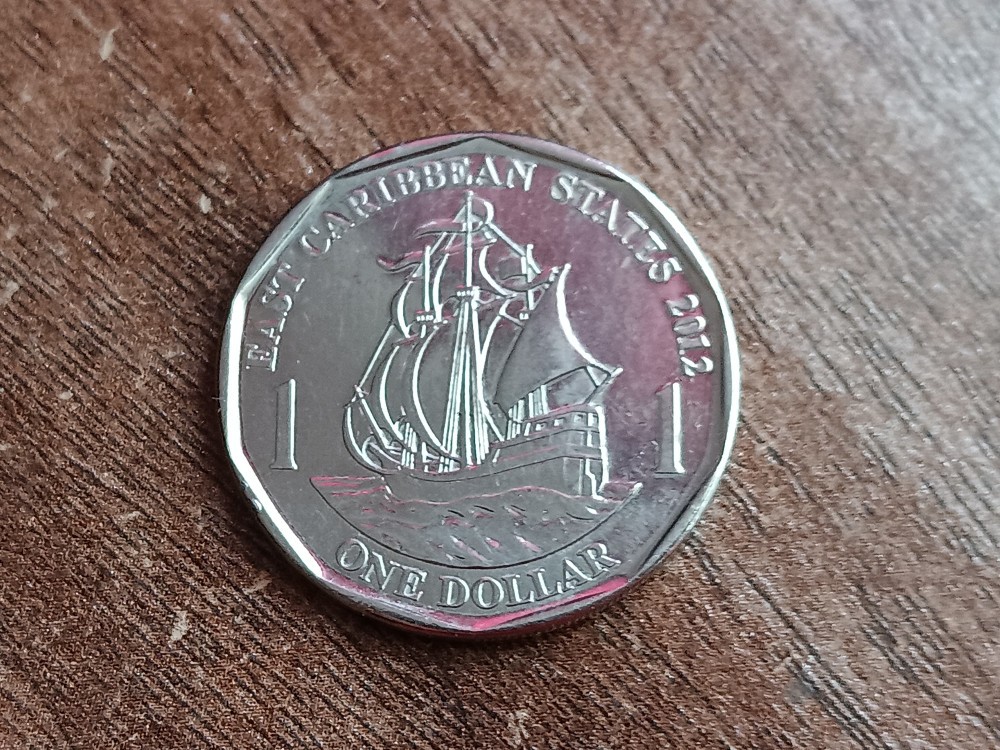 EAST CARIBBEAN STATES 2012
1 1
ONE DOLLAR